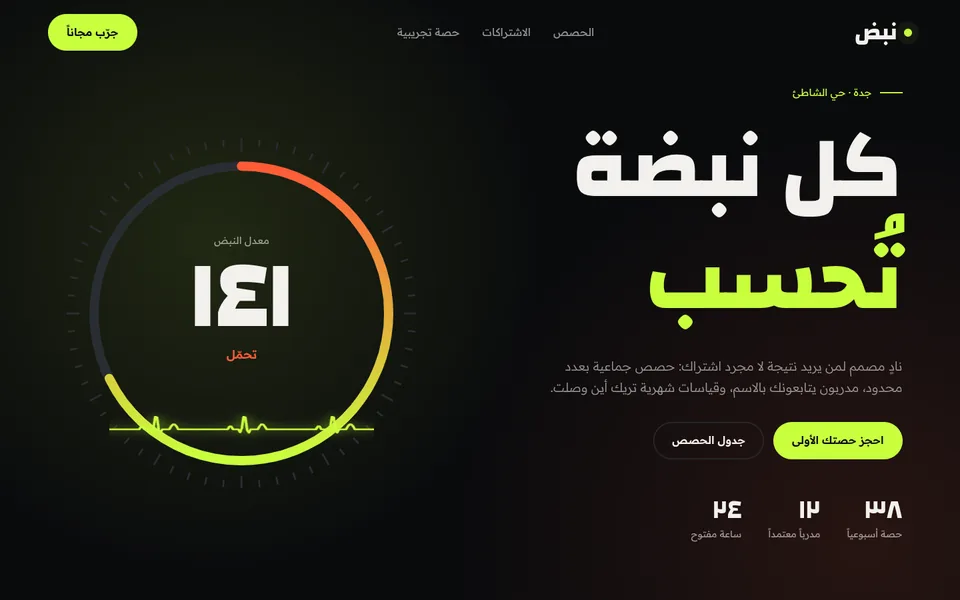 نبض
الحصص
الاشتراكات
حصة تجريبية
جرّب مجاناً
جدة · حي الشاطئ
كل نبضة
تُحسب
نادٍ مصمم لمن يريد نتيجة لا مجرد اشتراك: حصص جماعية بعدد
محدود، مدربون يتابعونك بالاسم، وقياسات شهرية تريك أين وصلت.
احجز حصتك الأولى
جدول الحصص
٣٨
حصة أسبوعياً
١٢
مدرباً معتمداً
٢٤
ساعة مفتوح
معدل النبض
١٤١
تحمّل